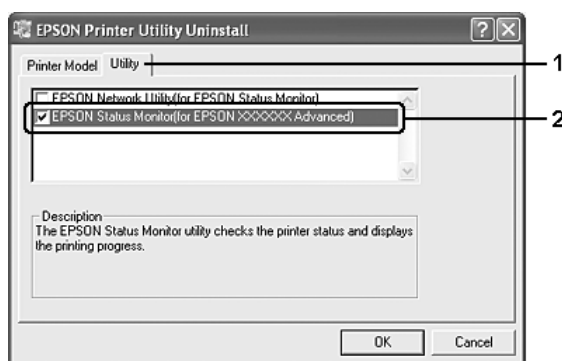 EPSON Printer Utility Uninstall
Printer Model Utility
1
EPSON Network Utility(for EPSON Status Monitor)
EPSON Status Monitor(for EPSON XXXXXXX Advanced)
2
Description
The EPSON Status Monitor utility checks the printer status and displays
the printing progress.
OK Cancel